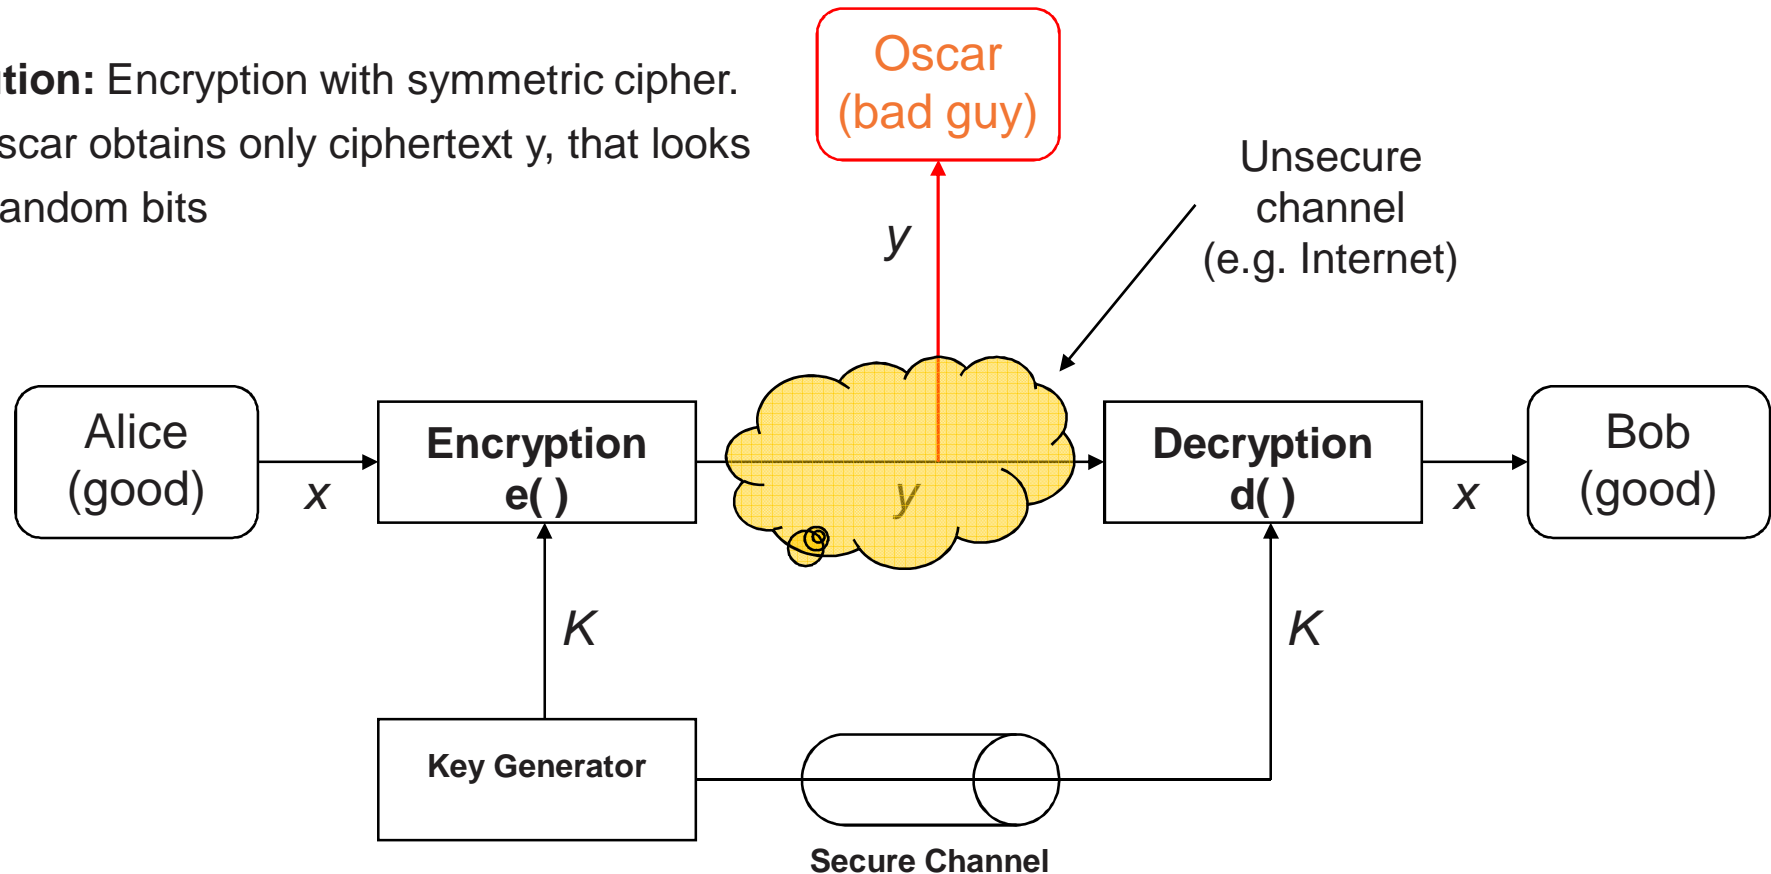 ution: Encryption with symmetric cipher.
scar obtains only ciphertext y, that looks
andom bits
Oscar
(bad guy)
Unsecure
channel
(e.g. Internet)
y
Alice
(good)
x
Encryption
e( )
y
Decryption
d( )
x
Bob
(good)
K
K
Key Generator
Secure Channel